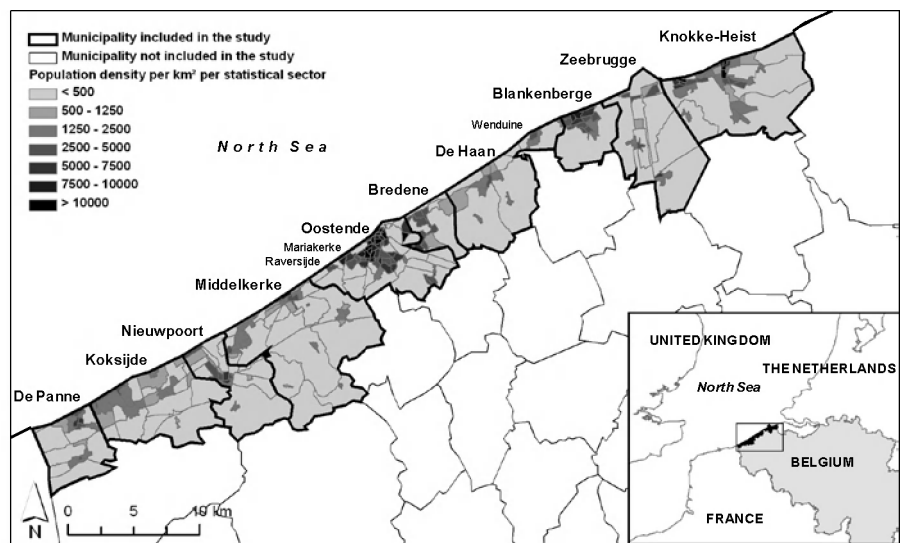 Municipality included in the study
Municipality not included in the study
Population density per km² per statistical sector
< 500
500 - 1250
1250 - 2500
2500 - 5000
5000 - 7500
7500 - 10000
> 10000
North Sea
Knokke-Heist
Zeebrugge
Blankenberge
Wenduine
De Haan
Bredene
Oostende
Mariakerke
Raversijde
Middelkerke
Nieuwpoort
Koksijde
De Panne
N
0 5 10 km
UNITED KINGDOM
THE NETHERLANDS
North Sea
BELGIUM
FRANCE